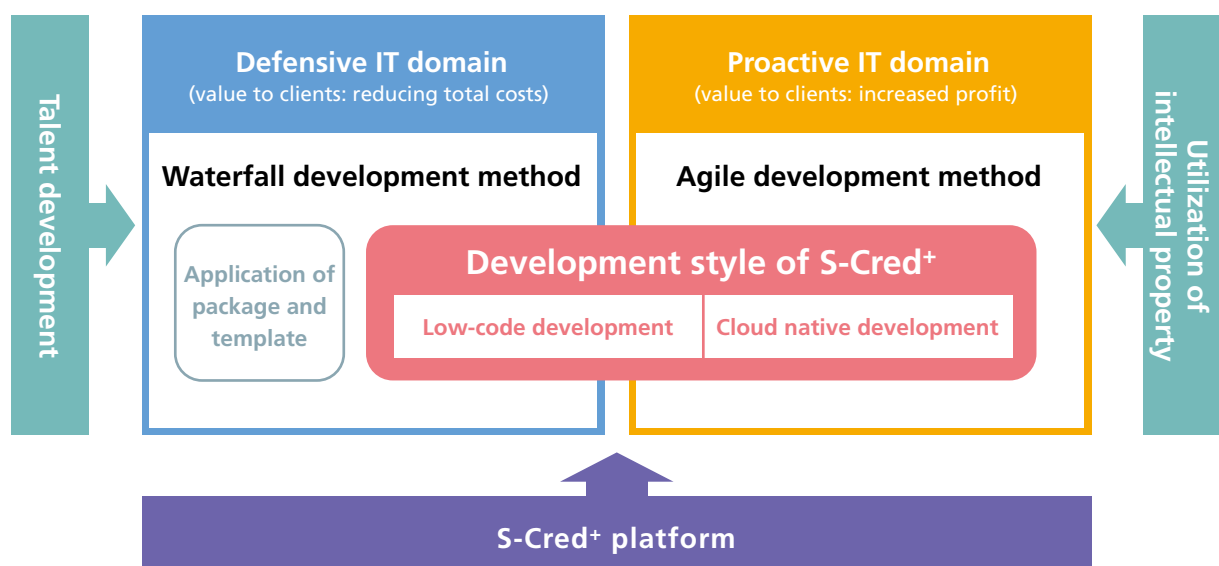 Talent development
Defensive IT domain
(value to clients: reducing total costs)
Waterfall development method
Application of
package and
template
Proactive IT domain
(value to clients: increased profit)
Agile development method
Development style of S-Cred⁺
Low-code development
Cloud native development
Utilization of
intellectual property
S-Cred⁺ platform